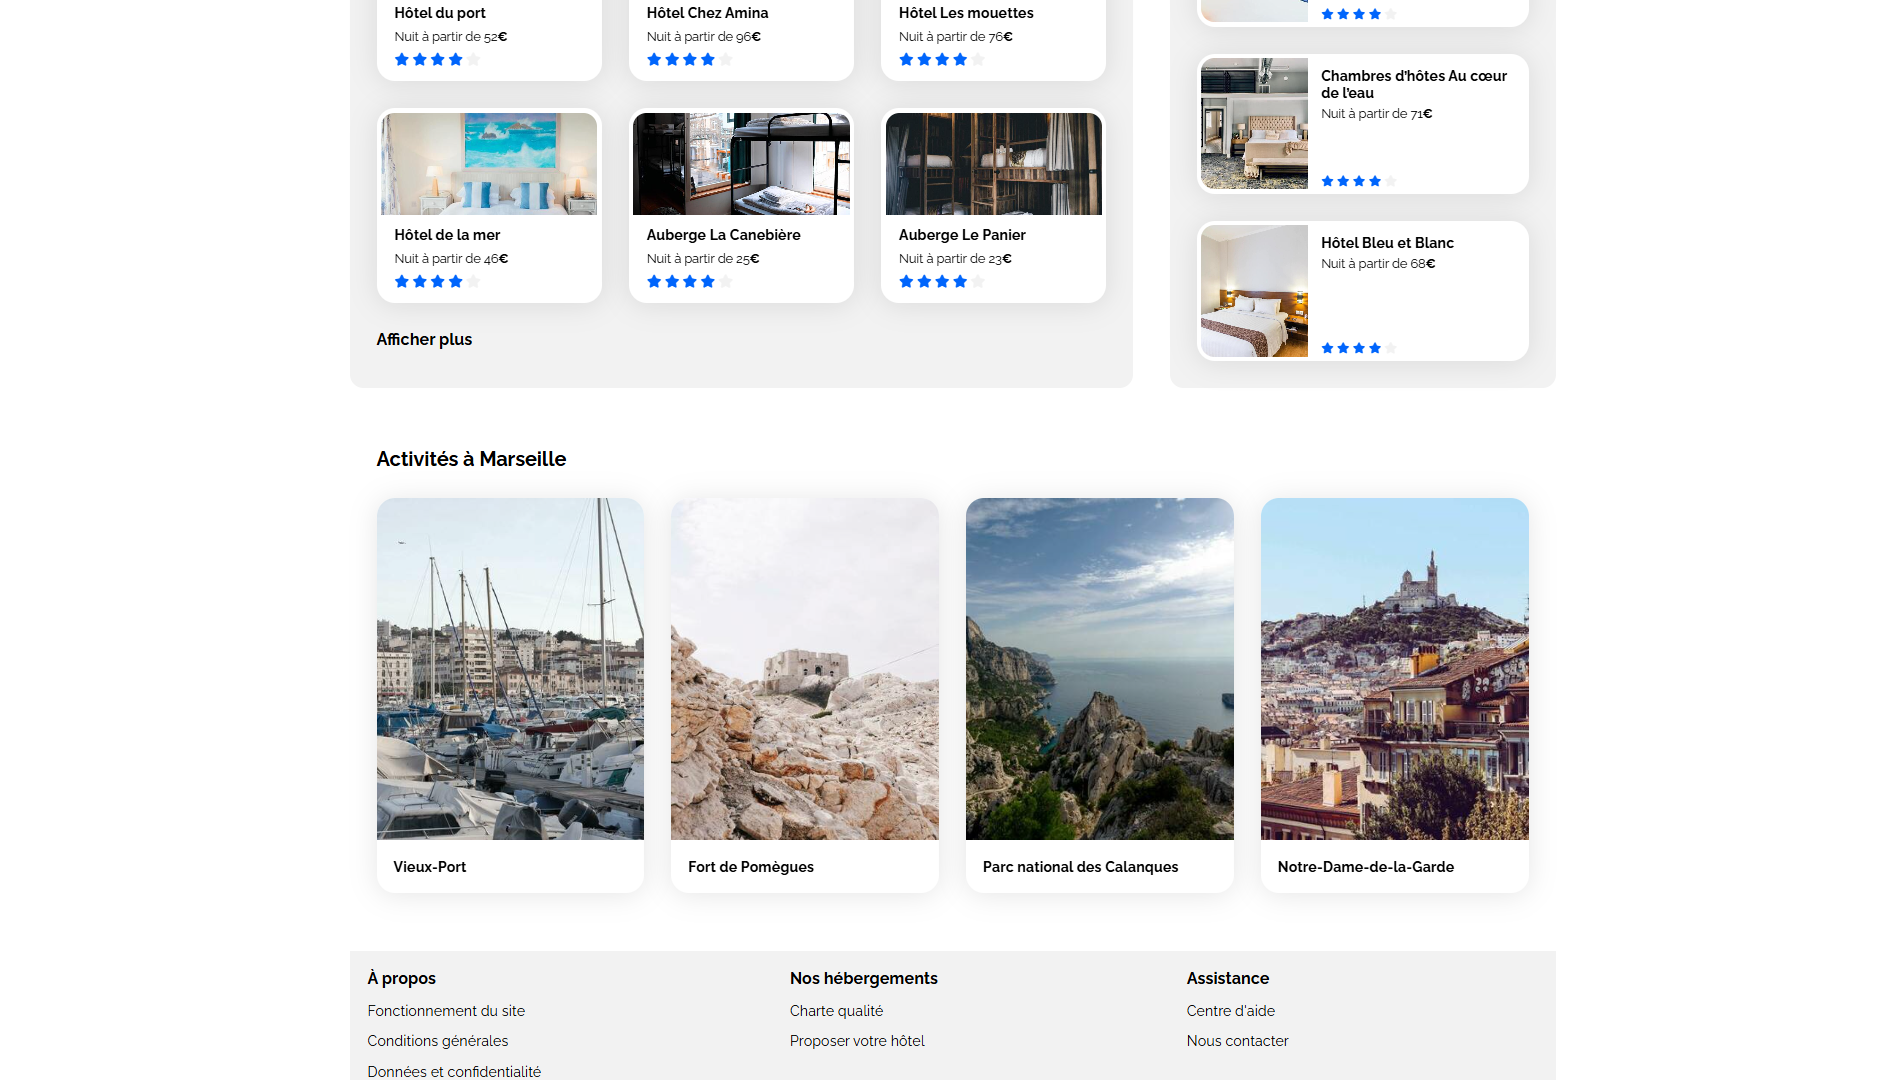 Hôtel du port
Nuit à partir de 52€
Hôtel Chez Amina
Nuit à partir de 96€
Hôtel Les mouettes
Nuit à partir de 76€
Hôtel de la mer
Nuit à partir de 46€
Auberge La Canebière
Nuit à partir de 25€
Auberge Le Panier
Nuit à partir de 23€
Afficher plus
Chambres d'hôtes Au cœur
de l'eau
Nuit à partir de 71€
Hôtel Bleu et Blanc
Nuit à partir de 68€
Activités à Marseille
Vieux-Port
Fort de Pomègues
Parc national des Calanques
Notre-Dame-de-la-Garde
À propos
Fonctionnement du site
Conditions générales
Données et confidentialité
Nos hébergements
Charte qualité
Proposer votre hôtel
Assistance
Centre d'aide
Nous contacter